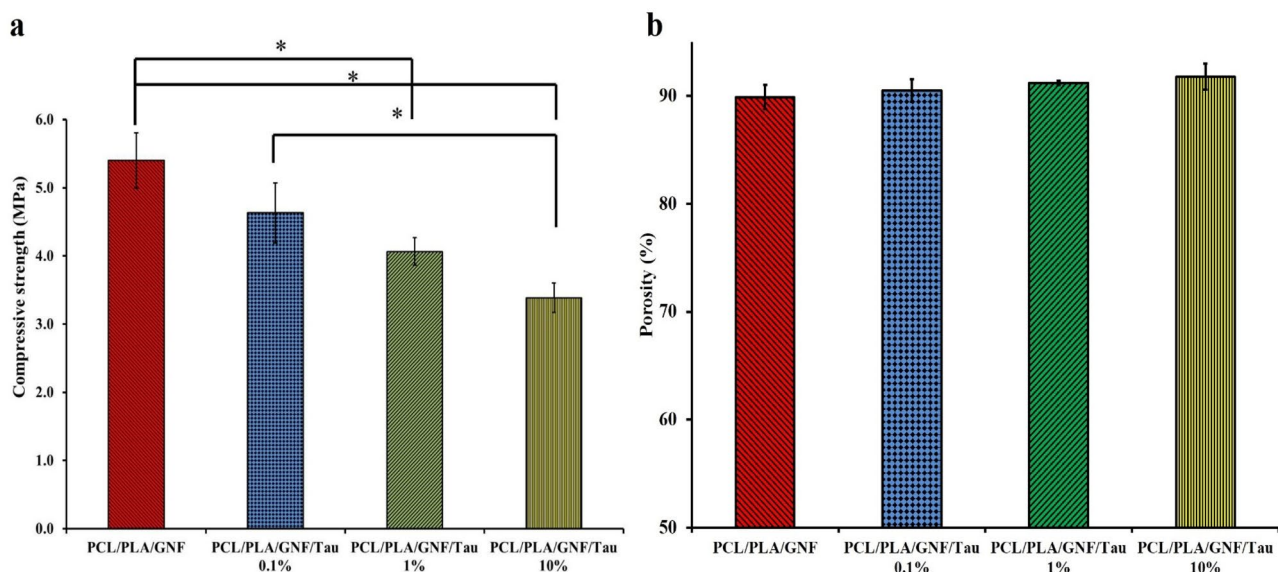 a
*
*
*
6.0
5.0
4.0
3.0
2.0
1.0
0.0
Compressive strength (MPa)
PCL/PLA/GNF
PCL/PLA/GNF/Tau
0.1%
PCL/PLA/GNF/Tau
1%
PCL/PLA/GNF/Tau
10%
b
90
80
70
60
50
Porosity (%)
PCL/PLA/GNF
PCL/PLA/GNF/Tau
0.1%
PCL/PLA/GNF/Tau
1%
PCL/PLA/GNF/Tau
10%